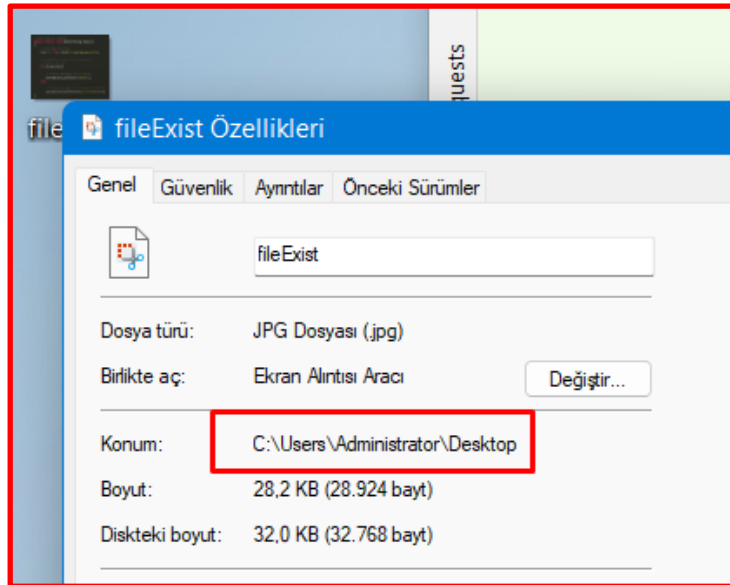 quests
file
fileExist Özellikleri
Genel Güvenlik Ayrıntılar Önceki Sürümler
fileExist
Dosya türü: JPG Dosyası (.jpg)
Birlikte aç: Ekran Alıntısı Aracı Değiştir...
Konum: C:\Users\Administrator\Desktop
Boyut: 28,2 KB (28.924 bayt)
Diskteki boyut: 32,0 KB (32.768 bayt)